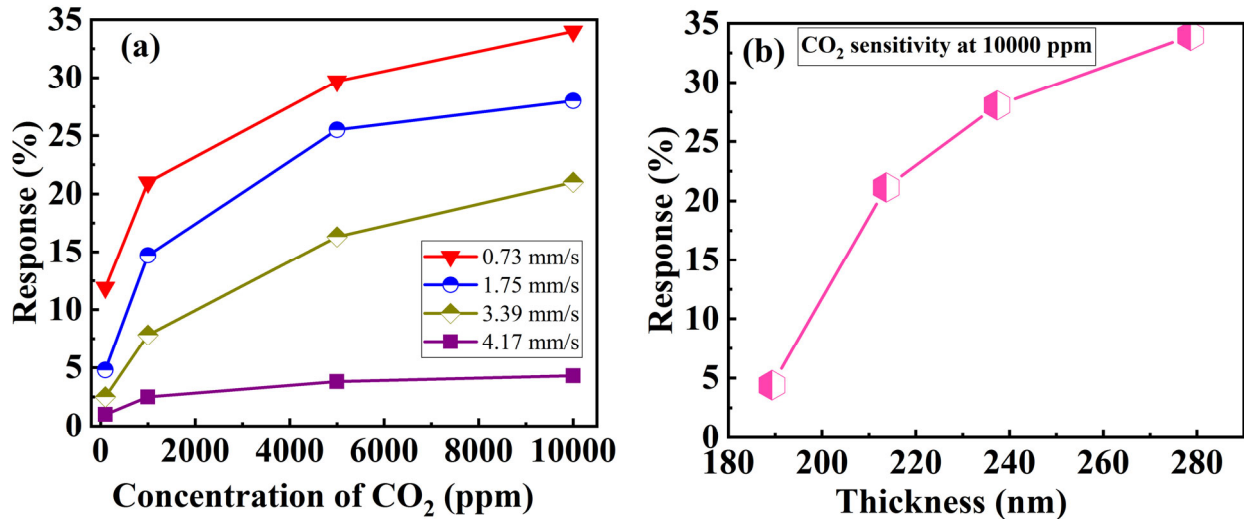 (a)
Response (%)
35
30
25
20
15
10
5
0
0 2000 4000 6000 8000 10000
Concentration of CO₂ (ppm)
0.73 mm/s
1.75 mm/s
3.39 mm/s
4.17 mm/s
(b)
CO₂ sensitivity at 10000 ppm
Response (%)
35
30
25
20
15
10
5
0
180 200 220 240 260 280
Thickness (nm)